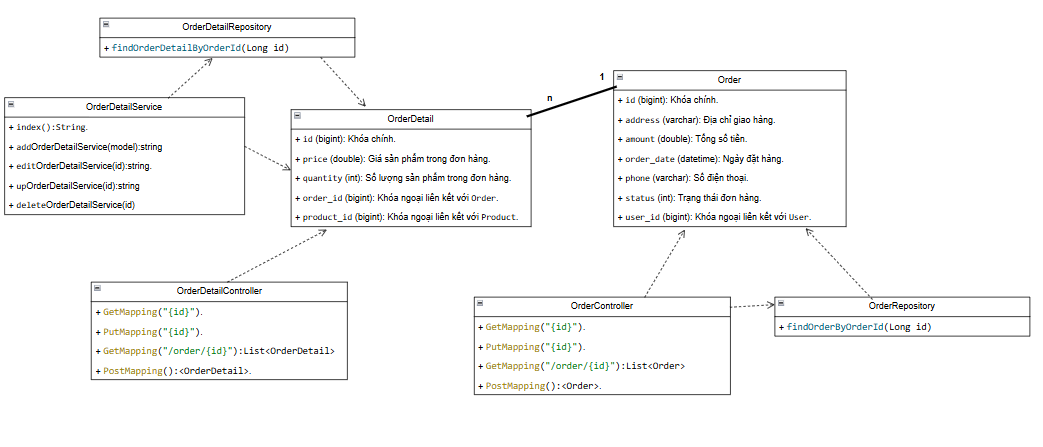 OrderDetailRepository
+ findOrderDetailByOrderId(Long id)
OrderDetailService
+ index():String.
+ addOrderDetailService(model):string
+ editOrderDetailService(id):string.
+ upOrderDetailService(id):string
+ deleteOrderDetailService(id)
OrderDetail
+ id (bigint): Khóa chính.
+ price (double): Giá sản phẩm trong đơn hàng.
+ quantity (int): Số lượng sản phẩm trong đơn hàng.
+ order_id (bigint): Khóa ngoại liên kết với Order.
+ product_id (bigint): Khóa ngoại liên kết với Product.
n
1
Order
+ id (bigint): Khóa chính.
+ address (varchar): Địa chỉ giao hàng.
+ amount (double): Tổng số tiền.
+ order_date (datetime): Ngày đặt hàng.
+ phone (varchar): Số điện thoại.
+ status (int): Trạng thái đơn hàng.
+ user_id (bigint): Khóa ngoại liên kết với User.
OrderDetailController
+ GetMapping("{id}").
+ PutMapping("{id}").
+ GetMapping("/order/{id}"):List<OrderDetail>
+ PostMapping():<OrderDetail>.
OrderController
+ GetMapping("{id}").
+ PutMapping("{id}").
+ GetMapping("/order/{id}"):List<Order>
+ PostMapping():<Order>.
OrderRepository
+ findOrderByOrderId(Long id)